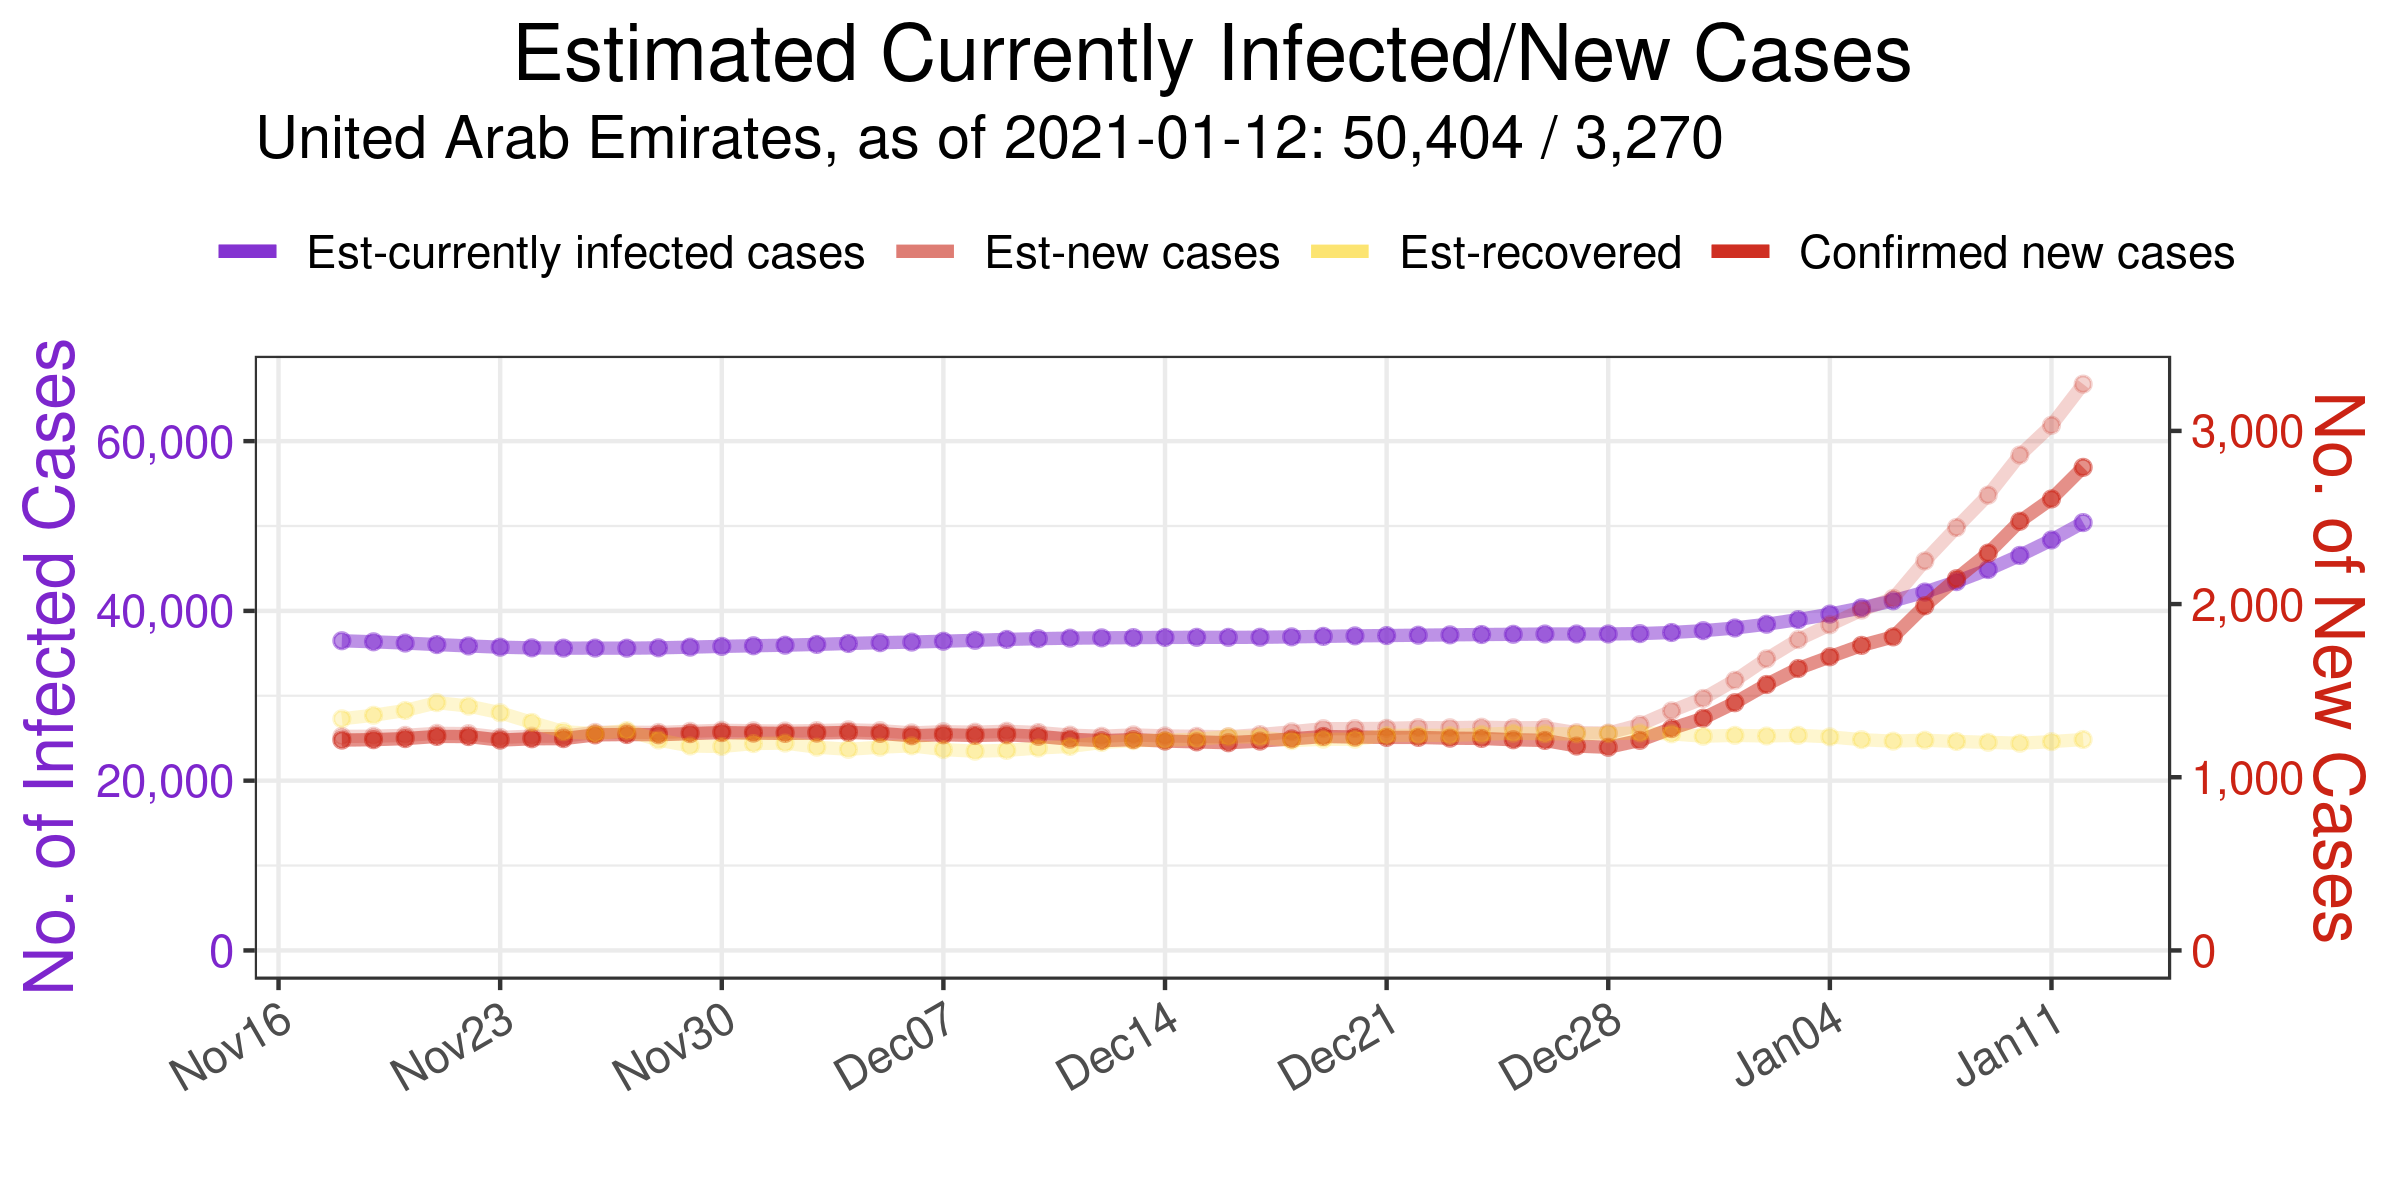 Estimated Currently Infected/New Cases
United Arab Emirates, as of 2021-01-12: 50,404 / 3,270
Est-currently infected cases Est-new cases Est-recovered Confirmed new cases
No. of Infected Cases
60,000
40,000
20,000
0
3,000
2,000
1,000
0
No. of New Cases
Nov16 Nov23 Nov30 Dec07 Dec14 Dec21 Dec28 Jan04 Jan11